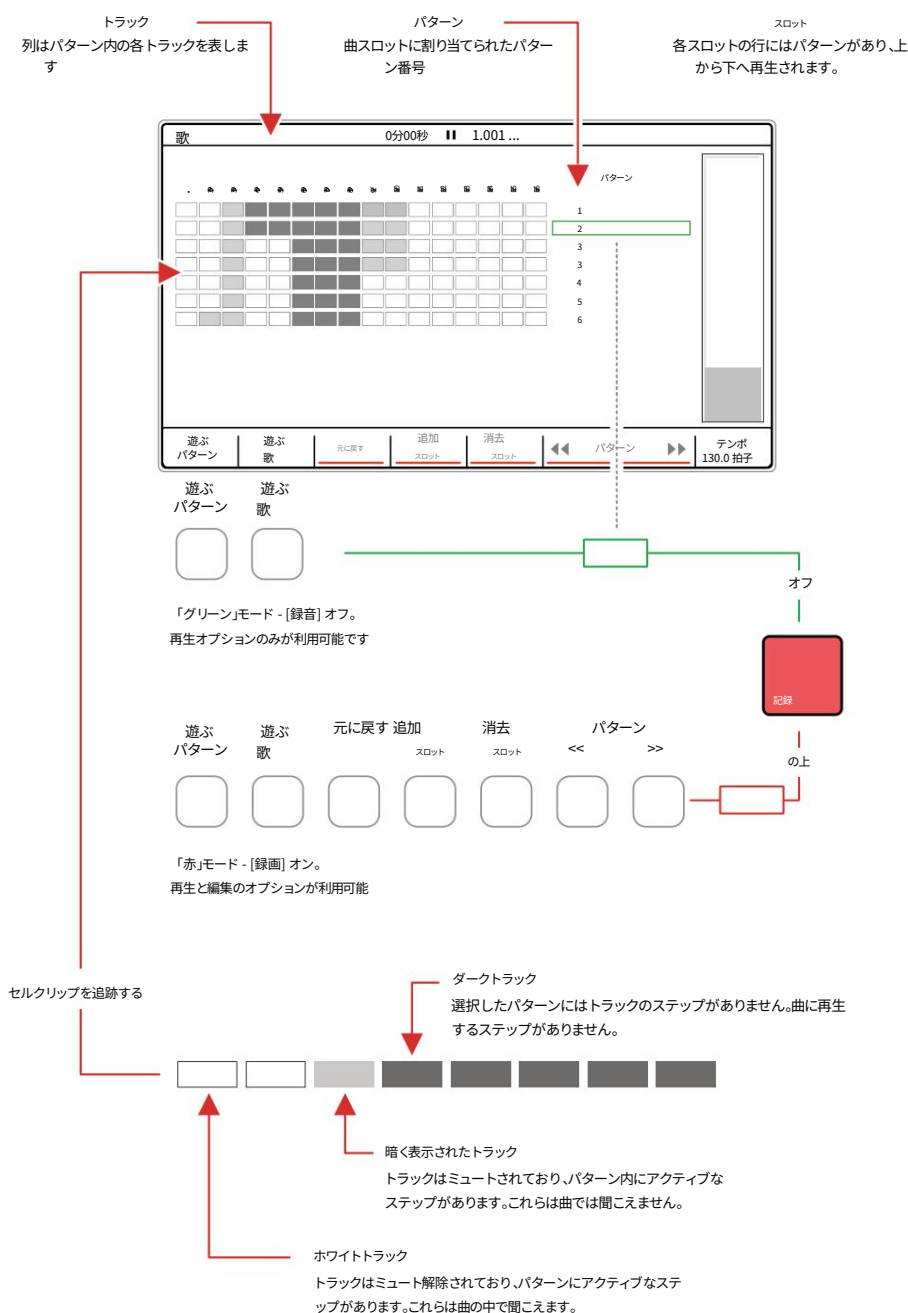 トラック
列はパターン内の各トラックを表しま
す
パターン
曲スロットに割り当てられたパター
ン番号
スロット
各スロットの行にはパターンがあり、上
から下へ再生されます。
歌
0分00秒
1.001 ...
パターン
1
2
3
3
4
5
6
遊ぶ
パターン
遊ぶ
歌
元に戻す
追加
スロット
消去
スロット
パターン
テンポ
130.0 拍子
遊ぶ
パターン
遊ぶ
歌
オフ
「グリーン」モード - [録音] オフ。
再生オプションのみが利用可能です
記録
の上
遊ぶ
パターン
遊ぶ
歌
元に戻す 追加
スロット
消去
スロット
パターン
<< >>
「赤」モード - [録画] オン。
再生と編集のオプションが利用可能
セルクリップを追跡する
ダークトラック
選択したパターンにはトラックのステップがありません。曲に再生
するステップがありません。
暗く表示されたトラック
トラックはミュートされており、パターン内にアクティブな
ステップがあります。これらは曲では聞こえません。
ホワイトトラック
トラックはミュート解除されており、パターンにアクティブなステ
ップがあります。これらは曲の中で聞こえます。